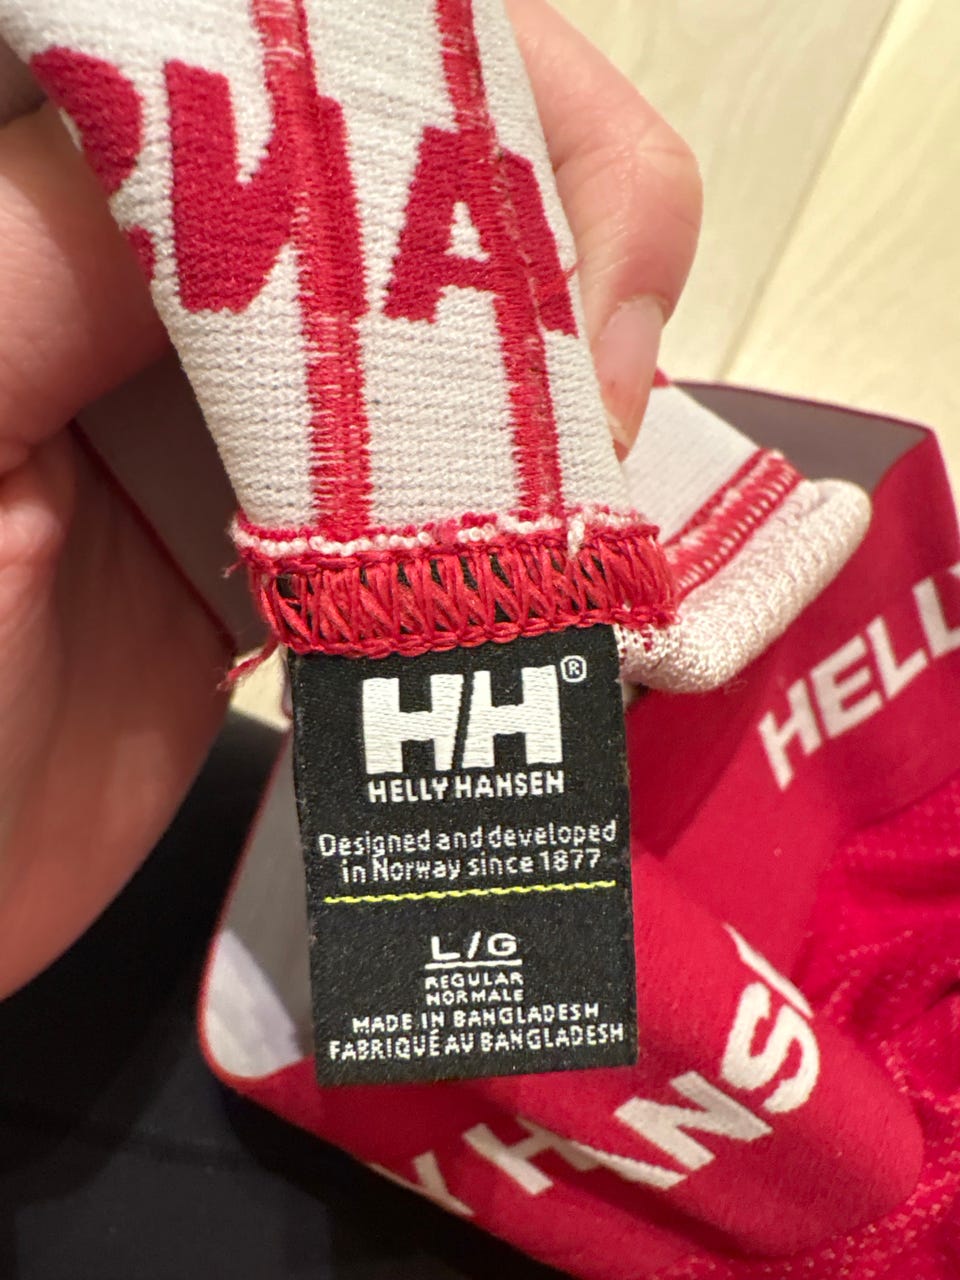 HH®
HELLY HANSEN
Designed and developed
in Norway since 1877
L/G
REGULAR
NORMALE
MADE IN BANGLADESH
FABRIQUÉ AU BANGLADESH
HELL
Y HANS